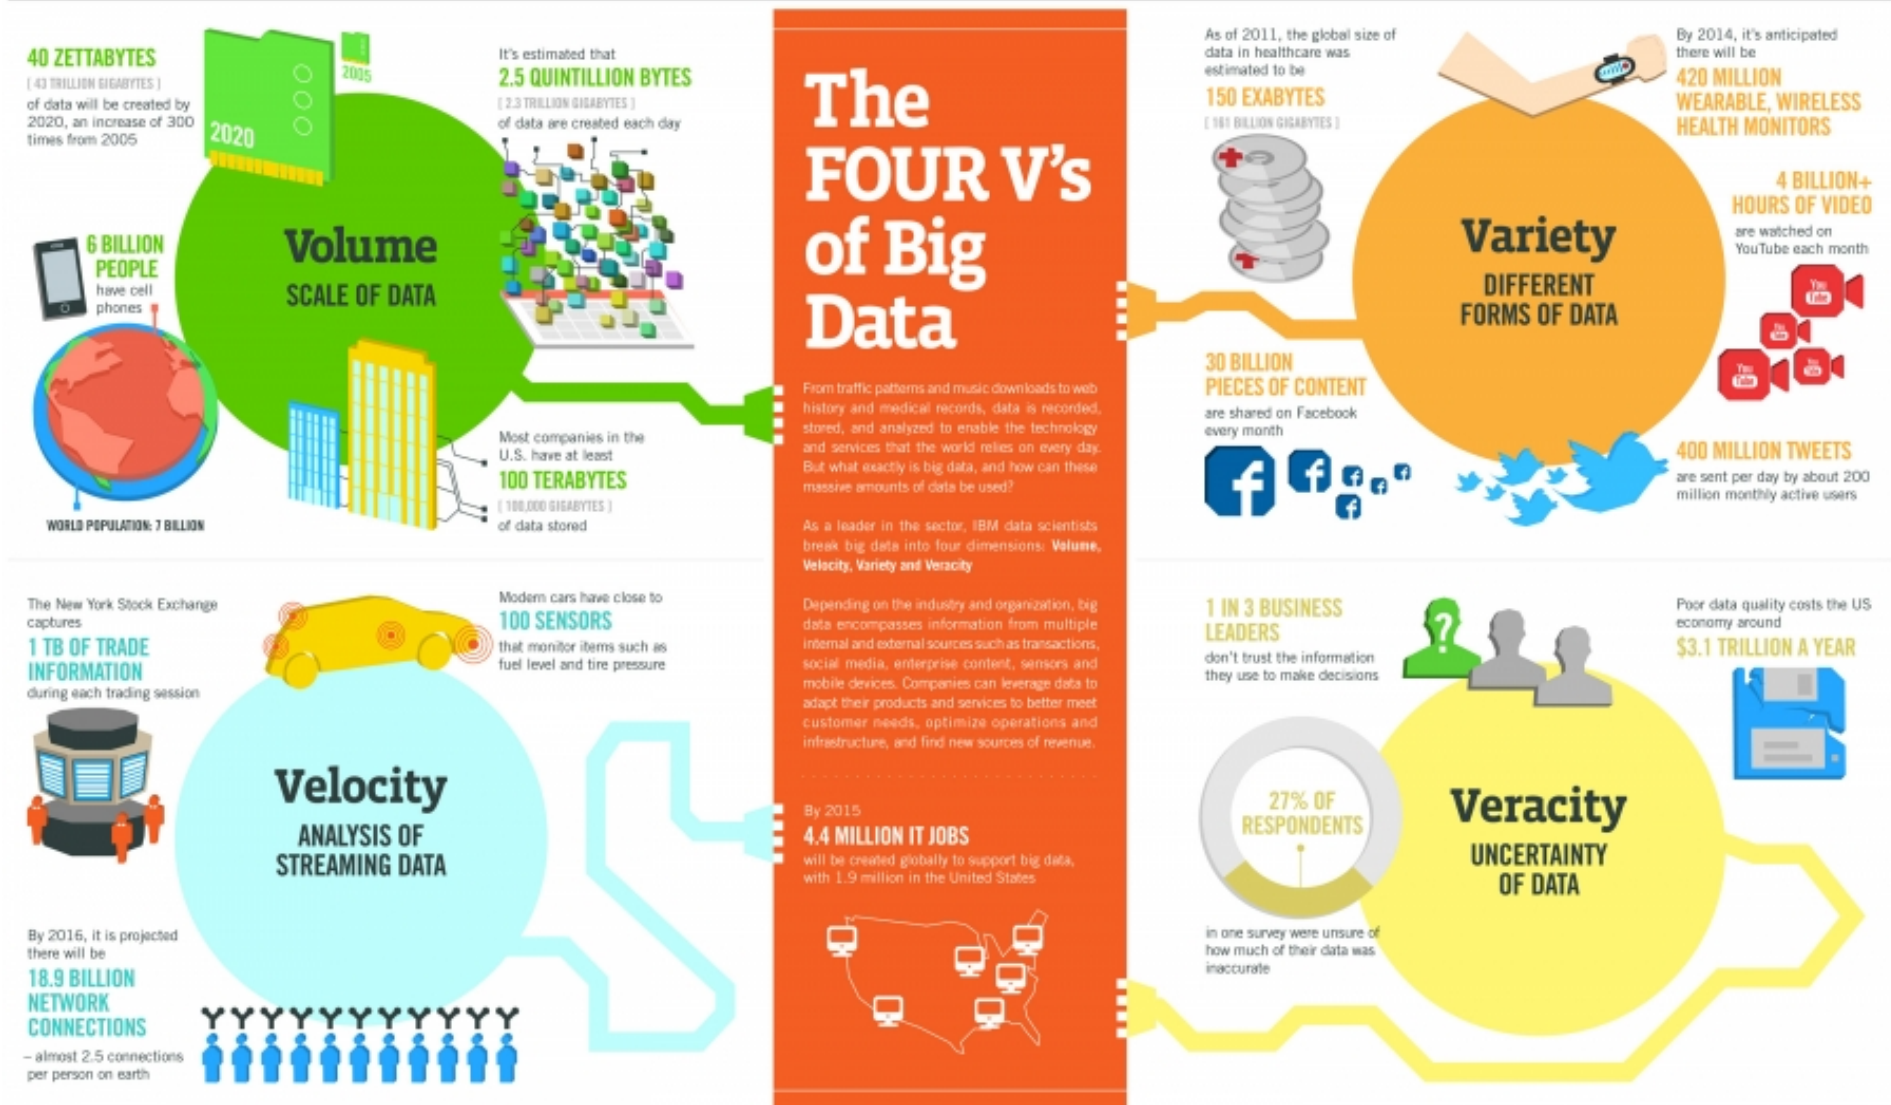 40 ZETTABYTES
[ 43 TRILLION GIGABYTES ]
of data will be created by
2020, an increase of 300
times from 2005
2020
2005
It's estimated that
2.5 QUINTILLION BYTES
[ 2.3 TRILLION GIGABYTES ]
of data are created each day
6 BILLION
PEOPLE
have cell
phones
WORLD POPULATION: 7 BILLION
Volume
SCALE OF DATA
Most companies in the
U.S. have at least
100 TERABYTES
[ 100,000 GIGABYTES ]
of data stored
The
FOUR V's
of Big
Data
From traffic patterns and music downloads to web
history and medical records, data is recorded,
stored, and analyzed to enable the technology
and services that the world relies on every day.
But what exactly is big data, and how can these
massive amounts of data be used?
As a leader in the sector, IBM data scientists
break big data into four dimensions: Volume,
Velocity, Variety and Veracity
Depending on the industry and organization, big
data encompasses information from multiple
internal and external sources such as transactions,
social media, enterprise content, sensors and
mobile devices. Companies can leverage data to
adapt their products and services to better meet
customer needs, optimize operations and
infrastructure, and find new sources of revenue.
By 2015
4.4 MILLION IT JOBS
will be created globally to support big data,
with 1.9 million in the United States
As of 2011, the global size of
data in healthcare was
estimated to be
150 EXABYTES
[ 161 BILLION GIGABYTES ]
By 2014, it's anticipated
there will be
420 MILLION
WEARABLE, WIRELESS
HEALTH MONITORS
4 BILLION+
HOURS OF VIDEO
are watched on
YouTube each month
You
Tube
You
Tube
You
Tube
You
Tube
Variety
DIFFERENT
FORMS OF DATA
30 BILLION
PIECES OF CONTENT
are shared on Facebook
every month
f
f
f
f
f
f
400 MILLION TWEETS
are sent per day by about 200
million monthly active users
The New York Stock Exchange
captures
1 TB OF TRADE
INFORMATION
during each trading session
Modern cars have close to
100 SENSORS
that monitor items such as
fuel level and tire pressure
Velocity
ANALYSIS OF
STREAMING DATA
By 2016, it is projected
there will be
18.9 BILLION
NETWORK
CONNECTIONS
– almost 2.5 connections
per person on earth
1 IN 3 BUSINESS
LEADERS
don't trust the information
they use to make decisions
?
Poor data quality costs the US
economy around
$3.1 TRILLION A YEAR
27% OF
RESPONDENTS
in one survey were unsure of
how much of their data was
inaccurate
Veracity
UNCERTAINTY
OF DATA